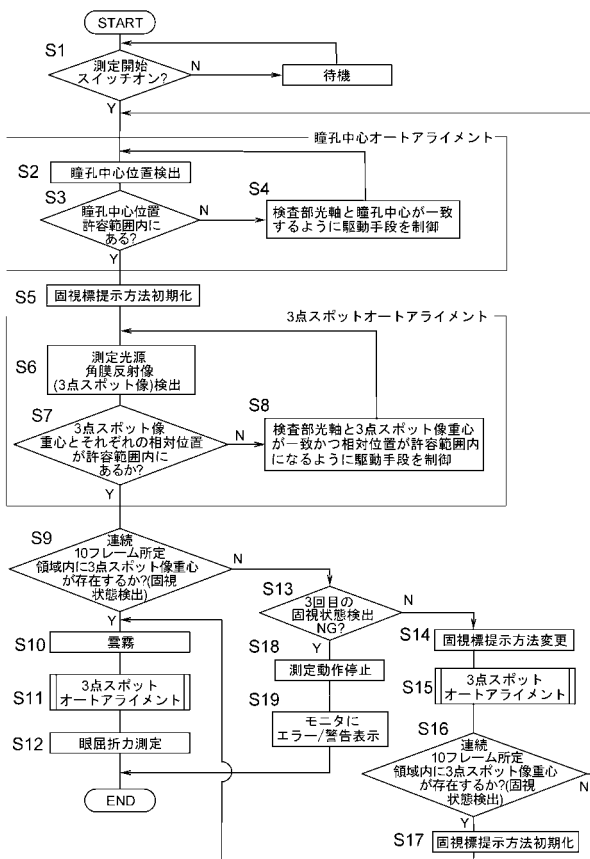 START
S1
測定開始
スイッチオン?
N
待機
Y
瞳孔中心オートアライメント
S2
瞳孔中心位置検出
S3
瞳孔中心位置
許容範囲内に
ある?
N
Y
S4
検査部光軸と瞳孔中心が一致
するように駆動手段を制御
S5
固視標提示方法初期化
3点スポットオートアライメント
S6
測定光源
角膜反射像
(3点スポット像)検出
S7
3点スポット像
重心とそれぞれの相対位置
が許容範囲内に
あるか?
N
Y
S8
検査部光軸と3点スポット像重心
が一致かつ相対位置が許容範囲内
になるように駆動手段を制御
S9
連続
10フレーム所定
領域内に3点スポット像重心
が存在するか?(固視
状態検出)
N
Y
S10
雲霧
S11
3点スポット
オートアライメント
S12
眼屈折力測定
END
S13
3回目の
固視状態検出
NG?
N
Y
S18
測定動作停止
S19
モニタに
エラー/警告表示
S14
固視標提示方法変更
S15
3点スポット
オートアライメント
S16
連続
10フレーム所定
領域内に3点スポット像重心
が存在するか?(固視
状態検出)
N
Y
S17
固視標提示方法初期化